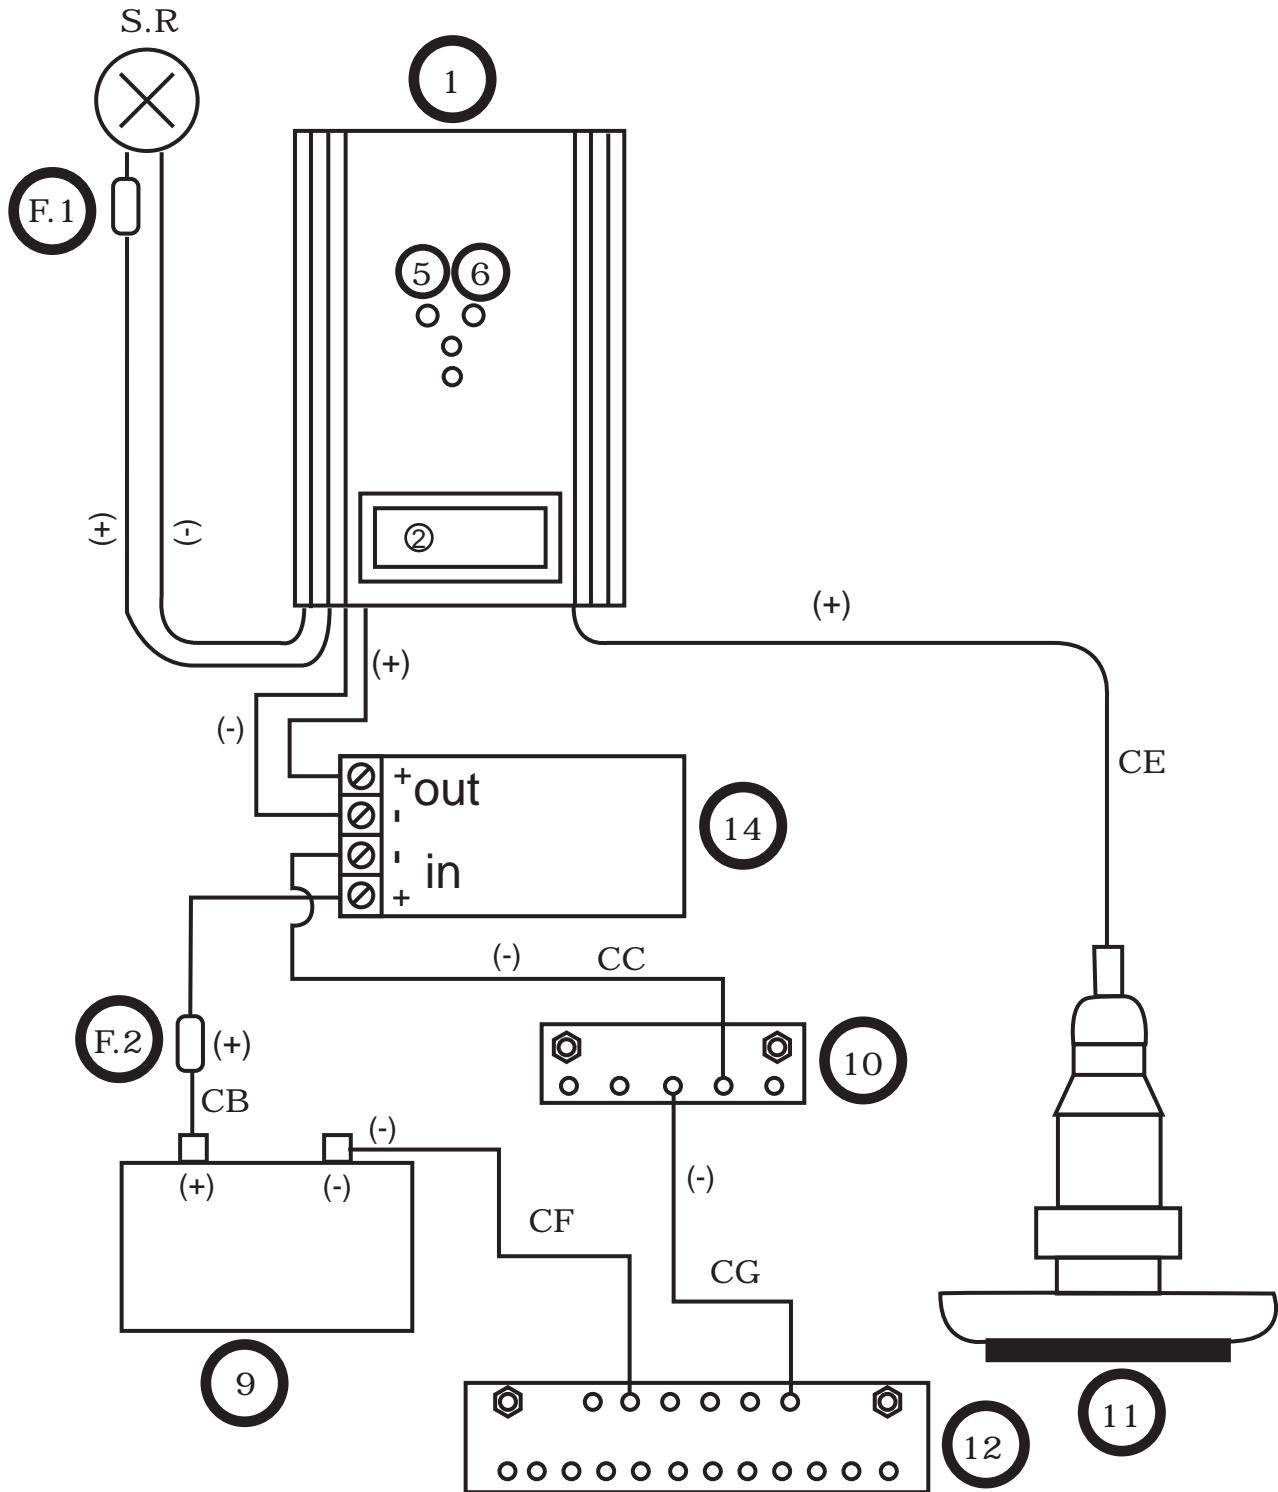 S.R
1
F.1
5 6
②
(+) (-)
(+)
(+)
(-)
CE
+ out
-
14
- in
+
(-) CC
F.2 (+)
10
CB
(-)
(+) (-)
(-)
CF
CG
9
11
12